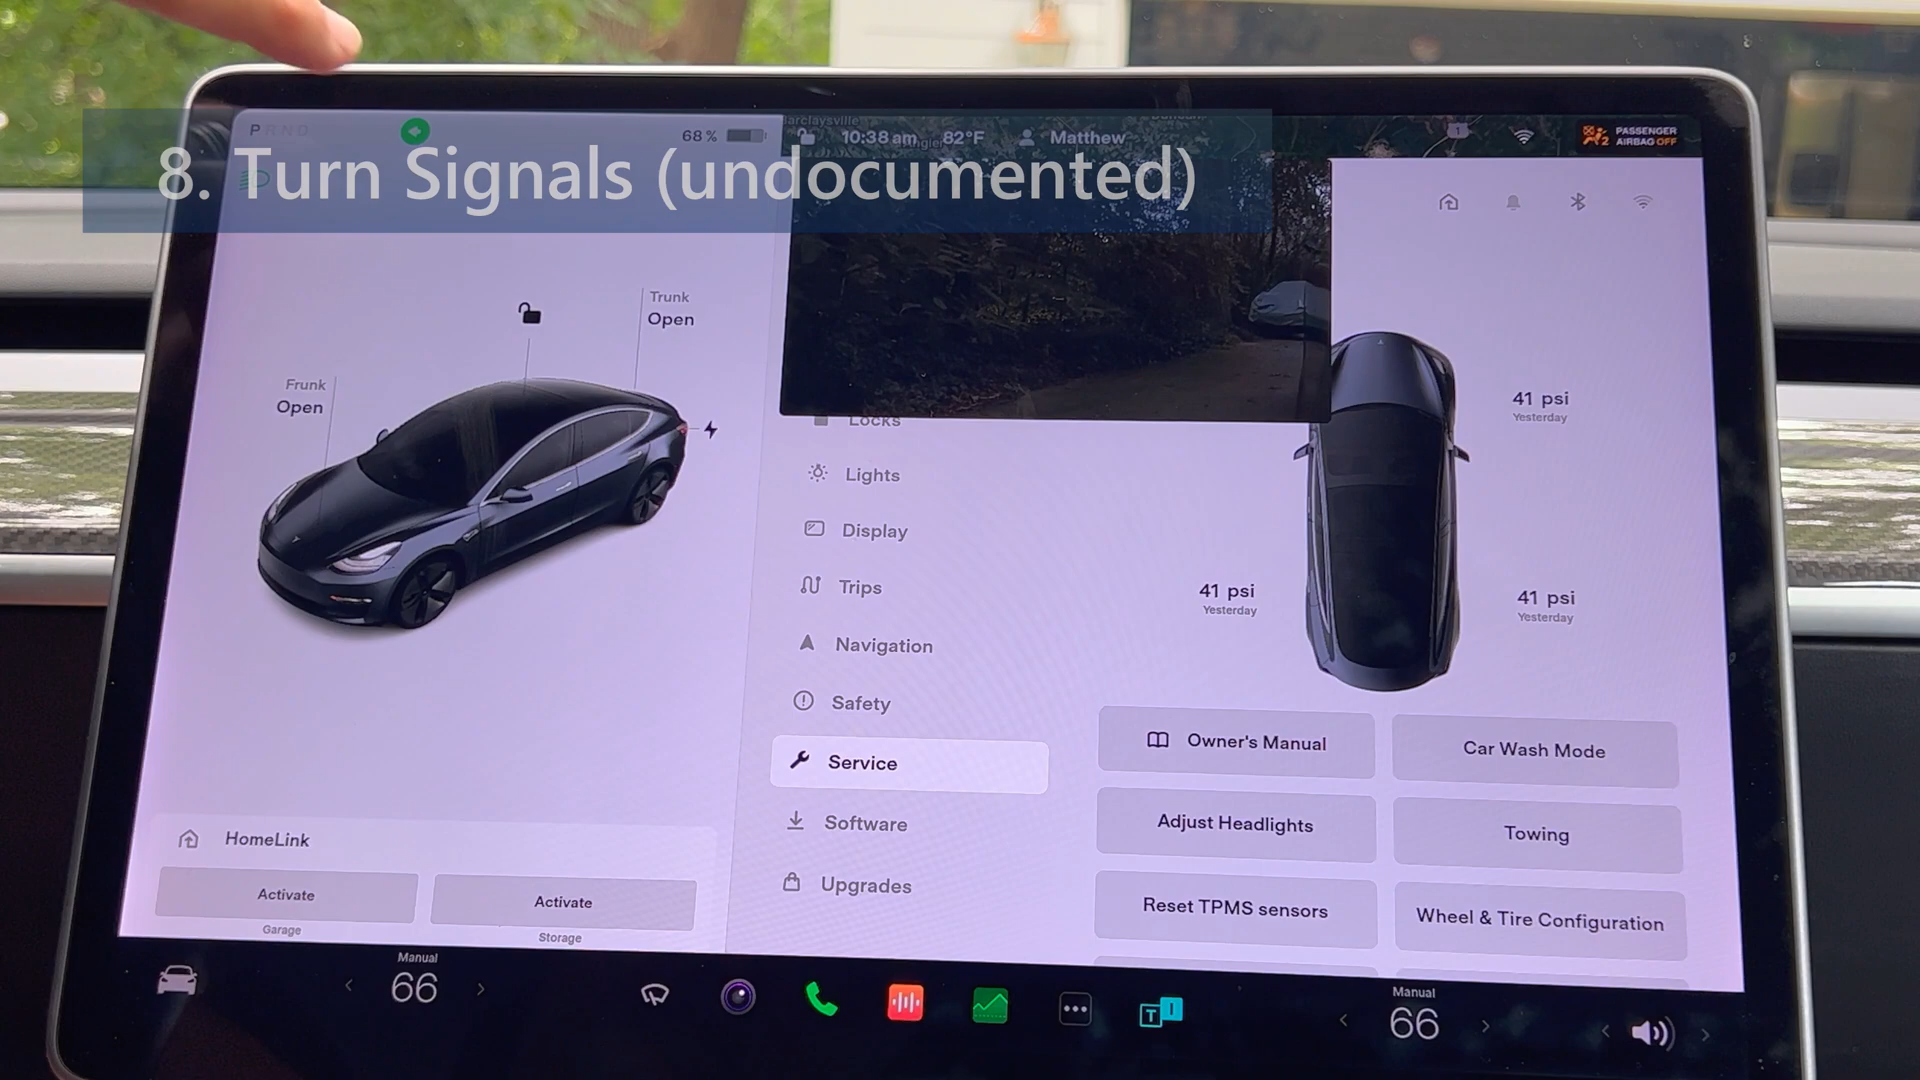 P R N D
68 %
10:38 am
82°F
Matthew
1
2
PASSENGER
AIRBAG OFF
8. Turn Signals (undocumented)
Trunk
Open
Frunk
Open
41 psi
Yesterday
41 psi
Yesterday
41 psi
Yesterday
Locks
Lights
Display
Trips
Navigation
Safety
Service
Software
Upgrades
Owner's Manual
Car Wash Mode
Adjust Headlights
Towing
Reset TPMS sensors
Wheel & Tire Configuration
HomeLink
Activate
Garage
Activate
Storage
Manual
66
T
I
Manual
66